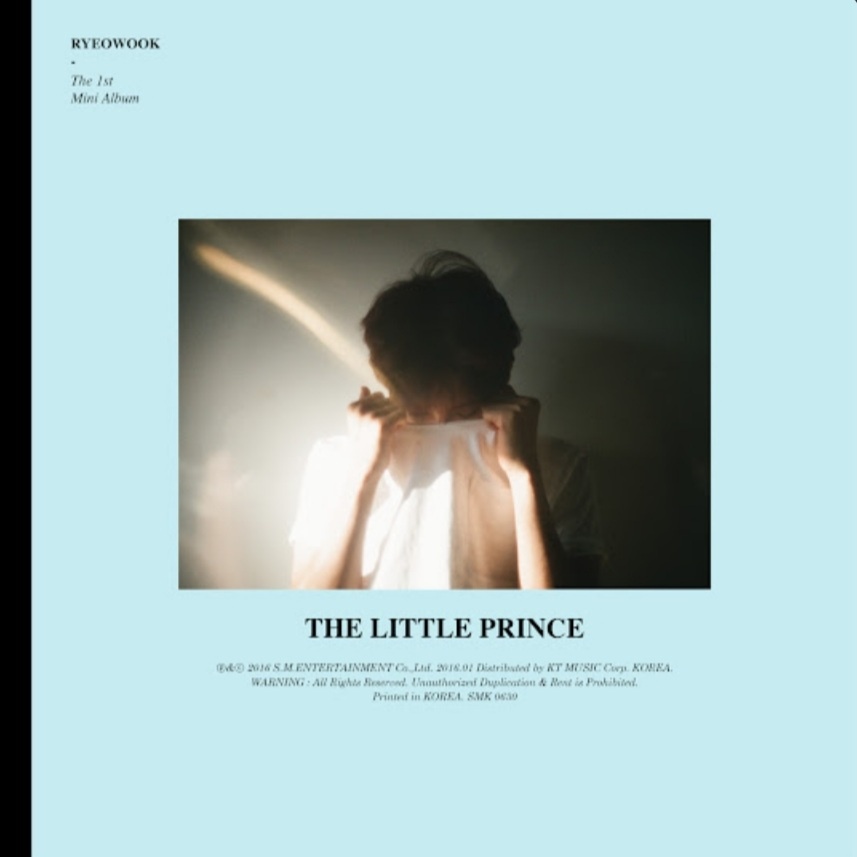 RYEOWOOK
-
The 1st
Mini Album
THE LITTLE PRINCE
Ⓟ&Ⓒ 2016 S.M.ENTERTAINMENT Co.,Ltd. 2016.01 Distributed by KT MUSIC Corp. KOREA.
WARNING : All Rights Reserved. Unauthorized Duplication & Rent is Prohibited.
Printed in KOREA. SMK 0639